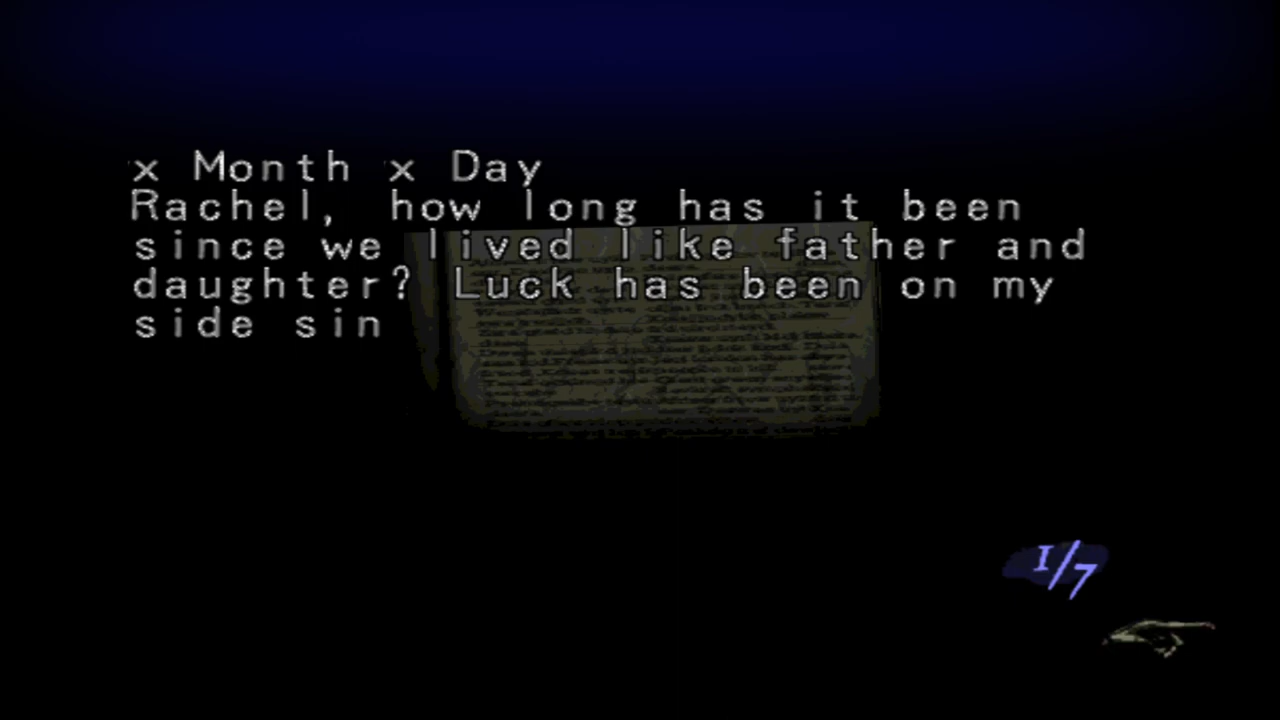 x Month x Day
Rachel, how long has it been
since we lived like father and
daughter? Luck has been on my
side sin
1/7